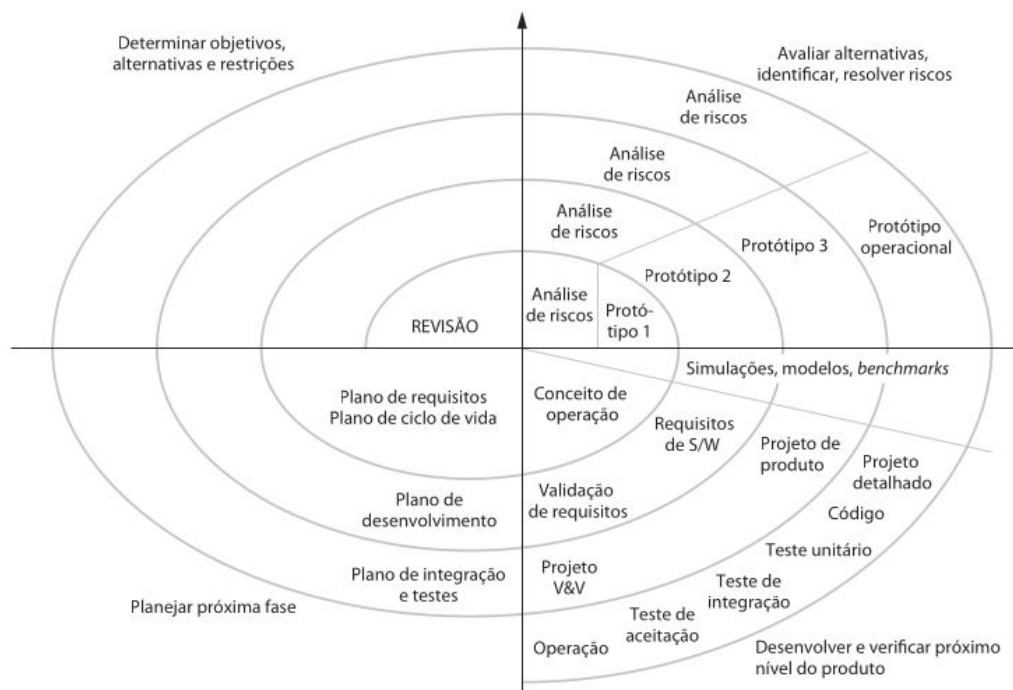 Determinar objetivos,
alternativas e restrições
Avaliar alternativas,
identificar, resolver riscos
Análise
de riscos
Análise
de riscos
Análise
de riscos
Análise
de riscos
Protótipo
operacional
Protótipo 3
Protótipo 2
Protó-
tipo 1
REVISÃO
Simulações, modelos, benchmarks
Plano de requisitos
Plano de ciclo de vida
Conceito de
operação
Requisitos
de S/W
Projeto de
produto
Projeto
detalhado
Plano de
desenvolvimento
Validação
de requisitos
Código
Teste unitário
Plano de integração
e testes
Projeto
V&V
Teste de
integração
Planejar próxima fase
Teste de
aceitação
Operação
Desenvolver e verificar próximo
nível do produto